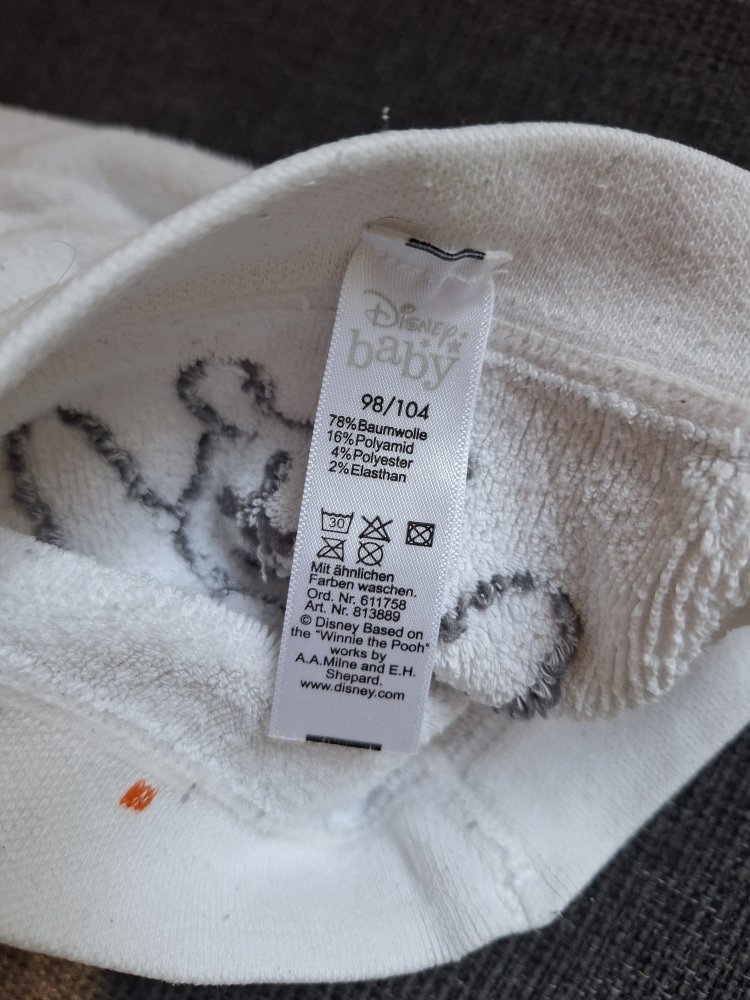 Disney
baby
98/104
78%Baumwolle
16%Polyamid
4%Polyester
2%Elasthan
30
Mit ähnlichen
Farben waschen.
Ord. Nr. 611758
Art. Nr. 813889
© Disney Based on
the "Winnie the Pooh"
works by
A.A.Milne and E.H.
Shepard.
www.disney.com